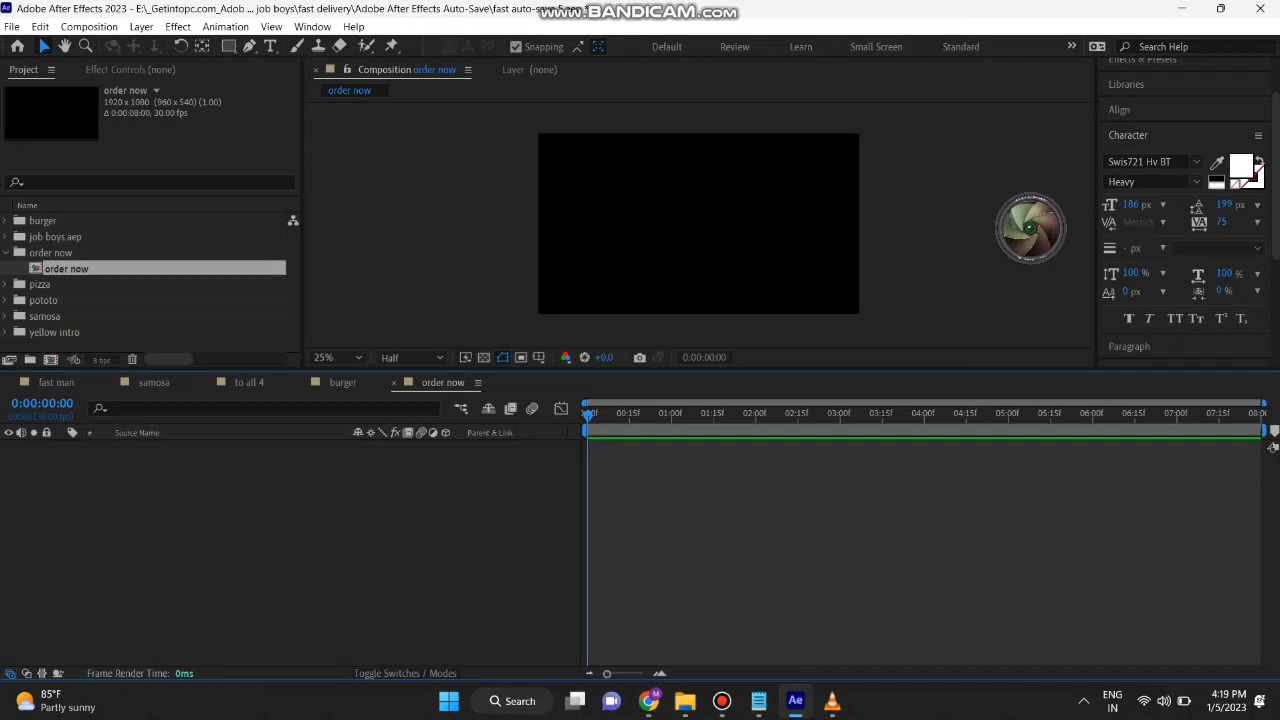 Adobe After Effects 2023 - E:\_Getintopc.com_Adob ... job boys\fast delivery\Adobe After Effects Auto-Save\fast auto-save 5.aep *
www.BANDICAM.com
File Edit Composition Layer Effect Animation View Window Help
Snapping Default Review Learn Small Screen Standard Search Help
Project Effect Controls (none)
Composition order now Layer (none)
order now
order now
1920 x 1080 (960 x 540) (1.00)
Δ 0:00:08:00, 30.00 fps
Name
burger
job boys.aep
order now
order now
pizza
pototo
samosa
yellow intro
8 bpc
25% Half +0.0 0:00:00:00
Effects & Presets
Libraries
Align
Character
Swis721 Hv BT
Heavy
186 px 199 px
Metrics 75
- px
100 % 100 %
0 px 0 %
Paragraph
fast man samosa to all 4 burger order now
0:00:00:00
00000 (30.00 fps)
# Source Name Parent & Link
00:15f 01:00f 01:15f 02:00f 02:15f 03:00f 03:15f 04:00f 04:15f 05:00f 05:15f 06:00f 06:15f 07:00f 07:15f
Frame Render Time: 0ms Toggle Switches / Modes
85°F
Partly sunny
Search
ENG
IN
4:19 PM
1/5/2023